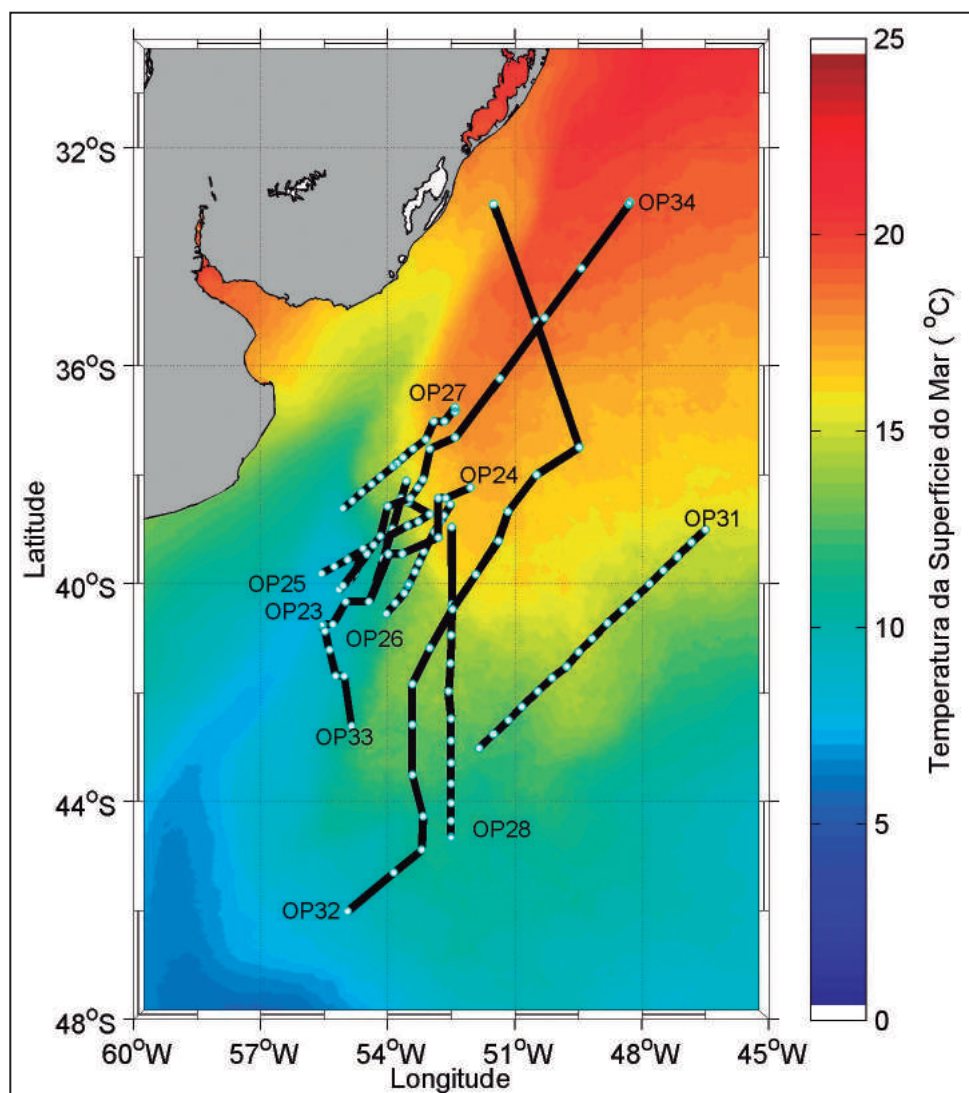 25
32°S
OP34
20
36°S
OP27
OP24
15
OP31
40°S
OP25
OP23
OP26
10
OP33
44°S
OP28
5
OP32
48°S
0
60°W 57°W 54°W 51°W 48°W 45°W
Longitude
Latitude
Temperatura da Superfície do Mar ( °C)